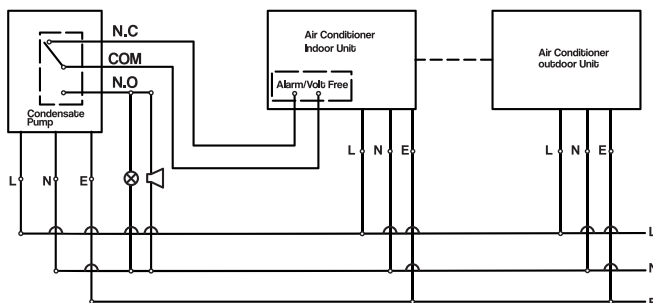 N.C
COM
N.O
Condensate
Pump
Air Conditioner
Indoor Unit
Alarm/Volt Free
Air Conditioner
outdoor Unit
L N E
L N E
L N E
L
N
E